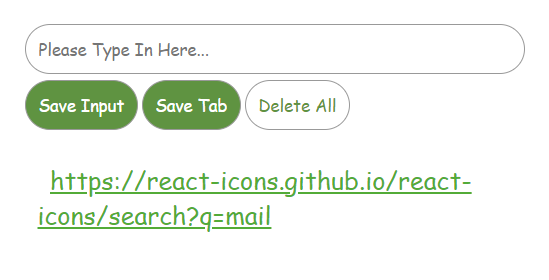 Please Type In Here...
Save Input Save Tab Delete All
https://react-icons.github.io/react-
icons/search?q=mail